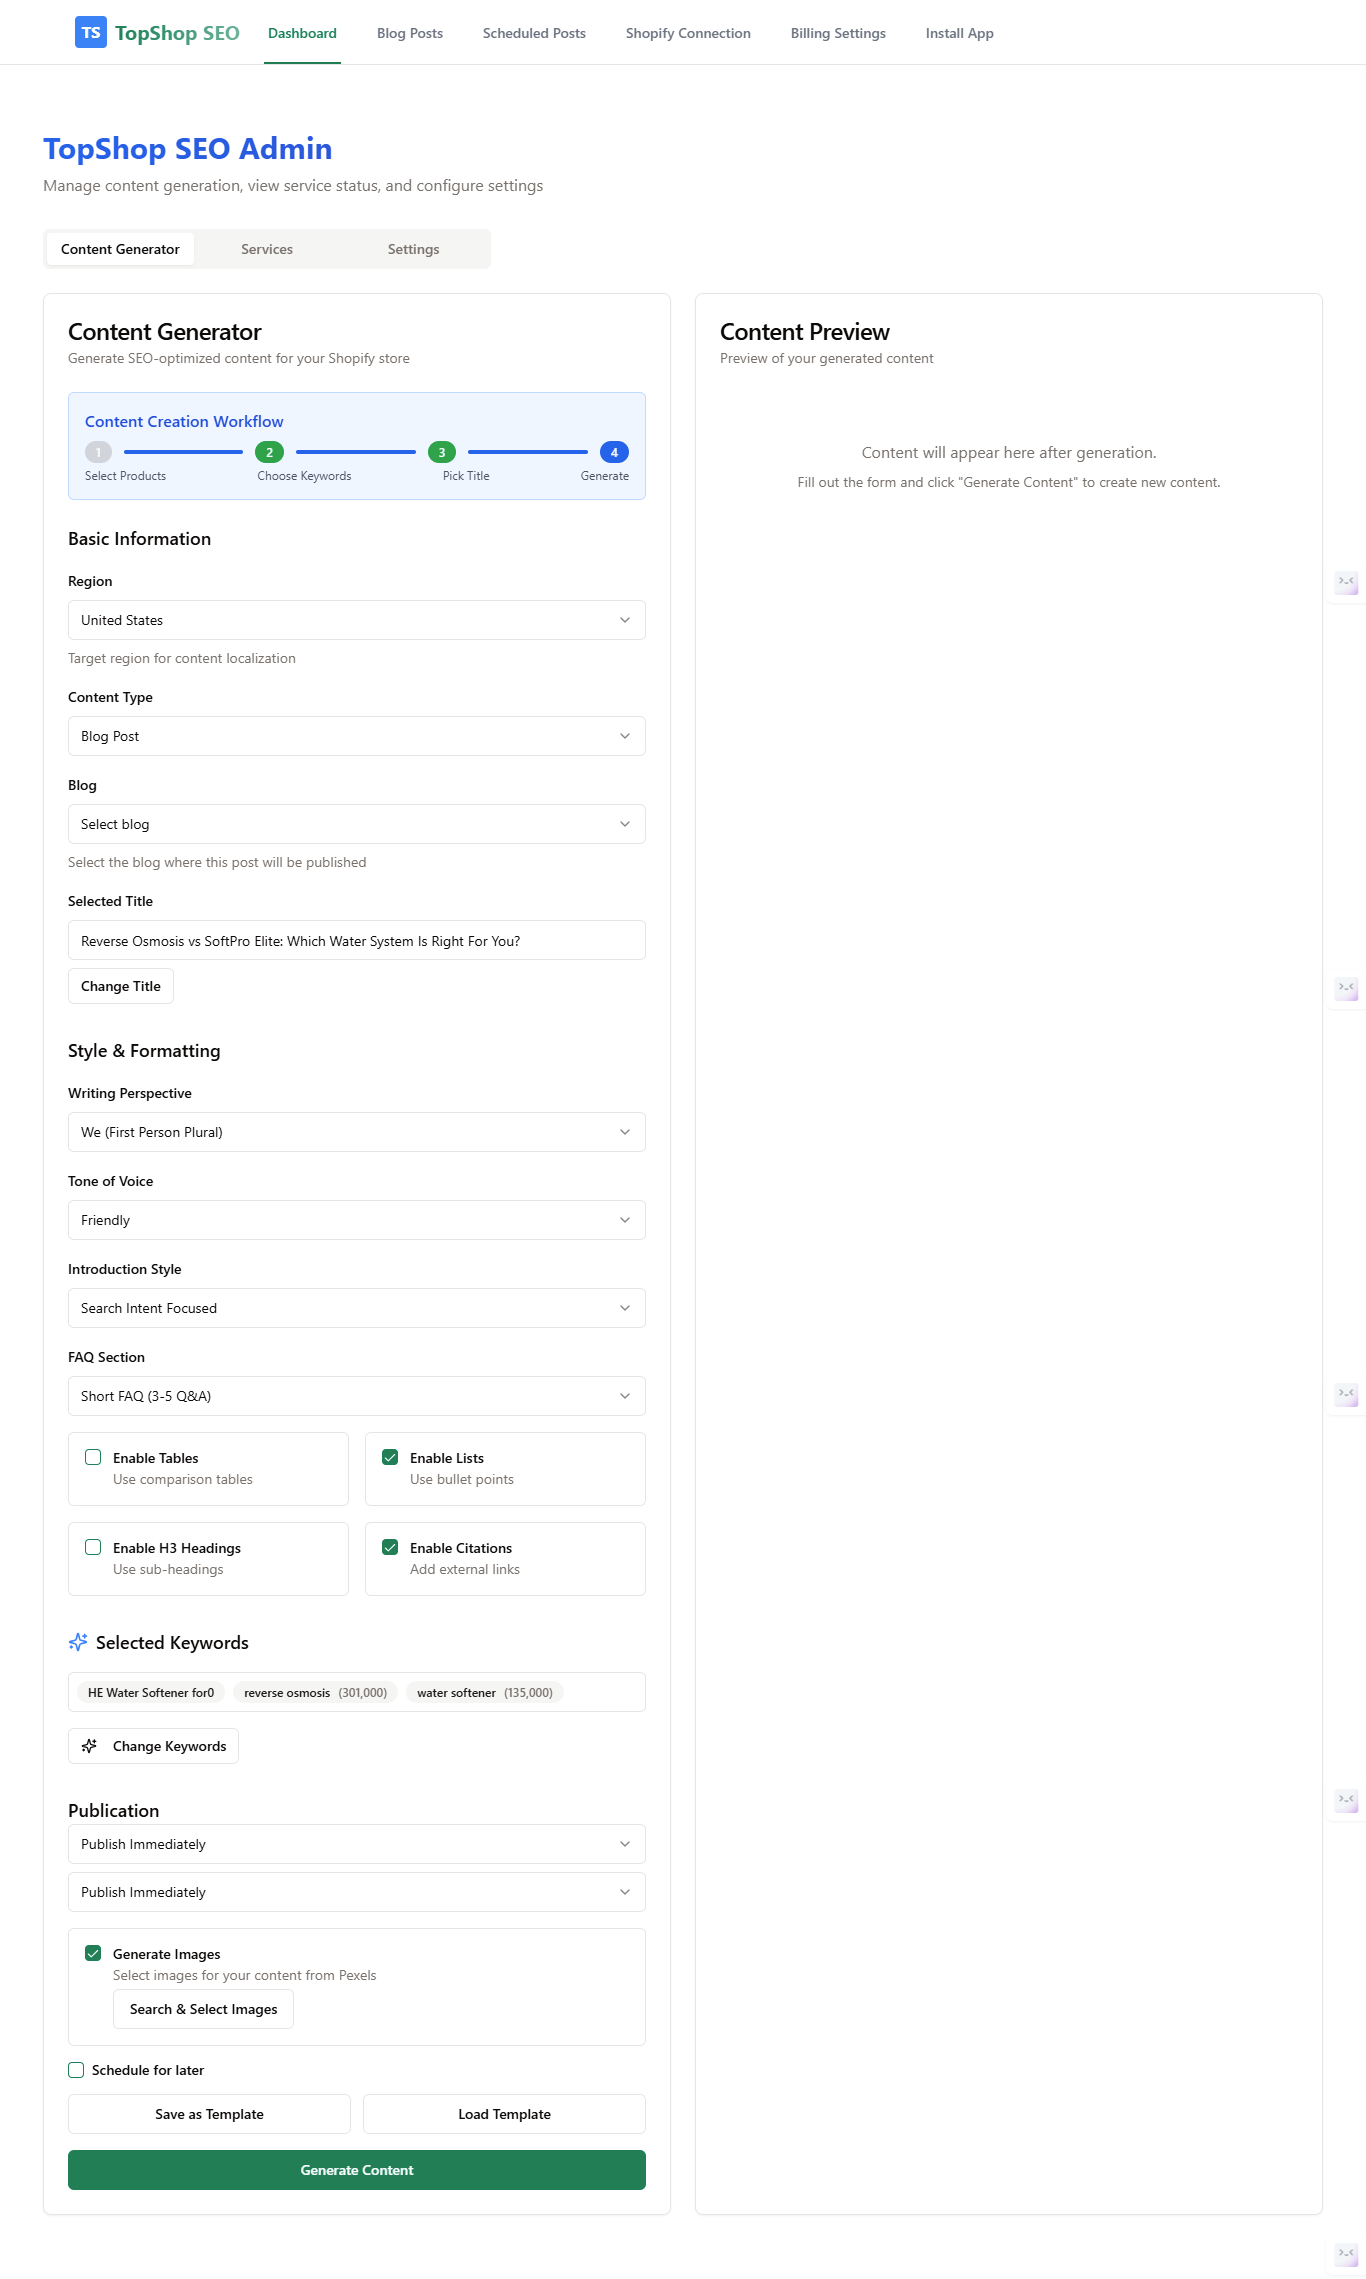 TS TopShop SEO Dashboard Blog Posts Scheduled Posts Shopify Connection Billing Settings Install App
TopShop SEO Admin
Manage content generation, view service status, and configure settings
Content Generator Services Settings
Content Generator
Generate SEO-optimized content for your Shopify store
Content Creation Workflow
1 2 3 4
Select Products Choose Keywords Pick Title Generate
Basic Information
Region
United States
Target region for content localization
Content Type
Blog Post
Blog
Select blog
Select the blog where this post will be published
Selected Title
Reverse Osmosis vs SoftPro Elite: Which Water System Is Right For You?
Change Title
Style & Formatting
Writing Perspective
We (First Person Plural)
Tone of Voice
Friendly
Introduction Style
Search Intent Focused
FAQ Section
Short FAQ (3-5 Q&A)
Enable Tables
Use comparison tables
Enable Lists
Use bullet points
Enable H3 Headings
Use sub-headings
Enable Citations
Add external links
Selected Keywords
HE Water Softener for0 reverse osmosis (301,000) water softener (135,000)
Change Keywords
Publication
Publish Immediately
Publish Immediately
Generate Images
Select images for your content from Pexels
Search & Select Images
Schedule for later
Save as Template Load Template
Generate Content
Content Preview
Preview of your generated content
Content will appear here after generation.
Fill out the form and click "Generate Content" to create new content.